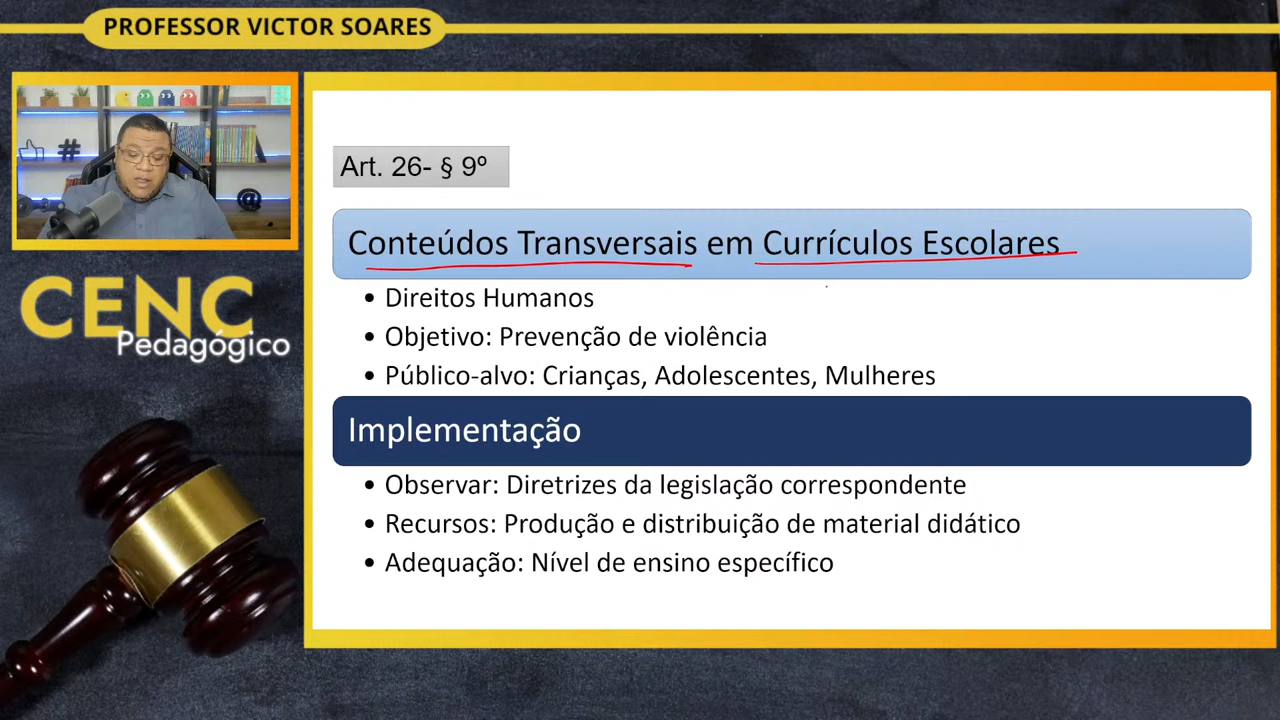 PROFESSOR VICTOR SOARES
#
@
CENC
Pedagógico
Art. 26- § 9º
Conteúdos Transversais em Currículos Escolares
• Direitos Humanos
• Objetivo: Prevenção de violência
• Público-alvo: Crianças, Adolescentes, Mulheres
Implementação
• Observar: Diretrizes da legislação correspondente
• Recursos: Produção e distribuição de material didático
• Adequação: Nível de ensino específico